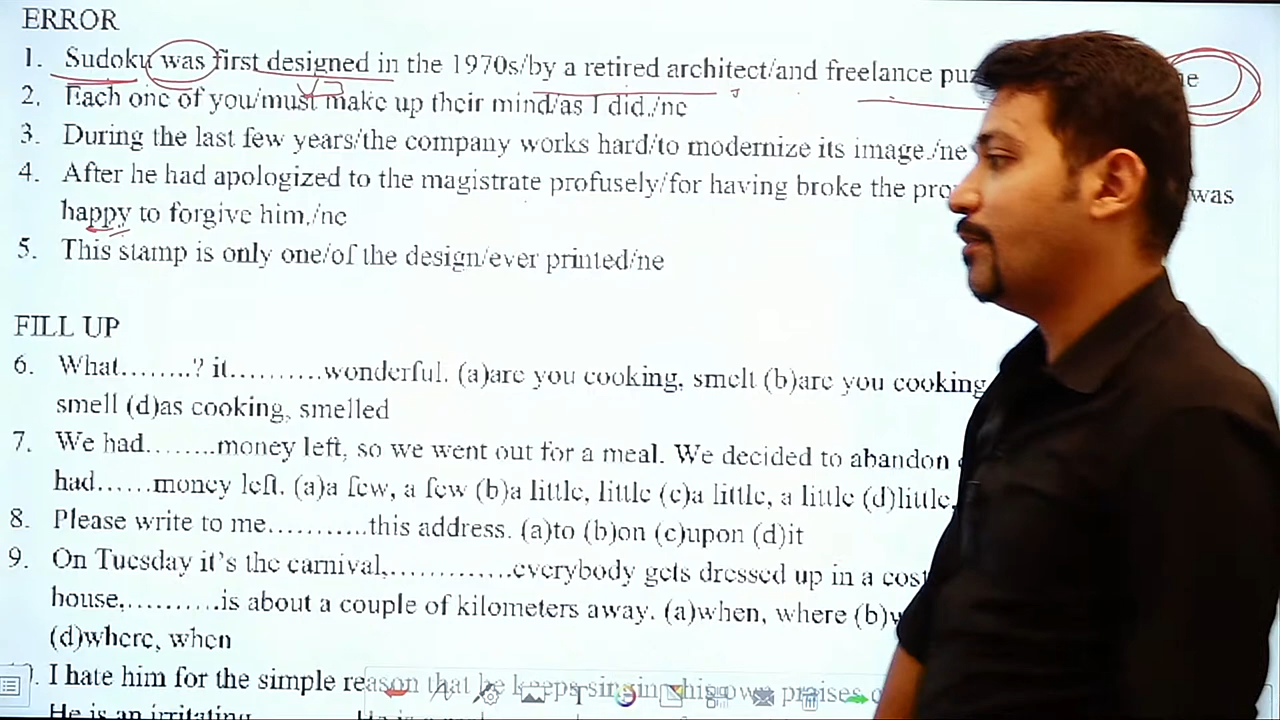 ERROR
1. Sudoku was first designed in the 1970s/by a retired architect/and freelance
2. Each one of you/must make up their mind/as I did./ne
3. During the last few years/the company works hard/to modernize its image./ne
4. After he had apologized to the magistrate profusely/for having broke the was
happy to forgive him./ne
5. This stamp is only one/of the design/ever printed/ne
FILL UP
6. What........? it..........wonderful. (a)are you cooking, smelt (b)are you cooking
smell (d)as cooking, smelled
7. We had........money left, so we went out for a meal. We decided to abandon
had......money left. (a)a few, a few (b)a little, little (c)a little, a little (d)little,
8. Please write to me...........this address. (a)to (b)on (c)upon (d)it
9. On Tuesday it's the carnival,.............everybody gets dressed up in a
house,..........is about a couple of kilometers away. (a)when, where (b)
(d)where, when
). I hate him for the simple reason that he keeps singing his own praises
He is an irritating